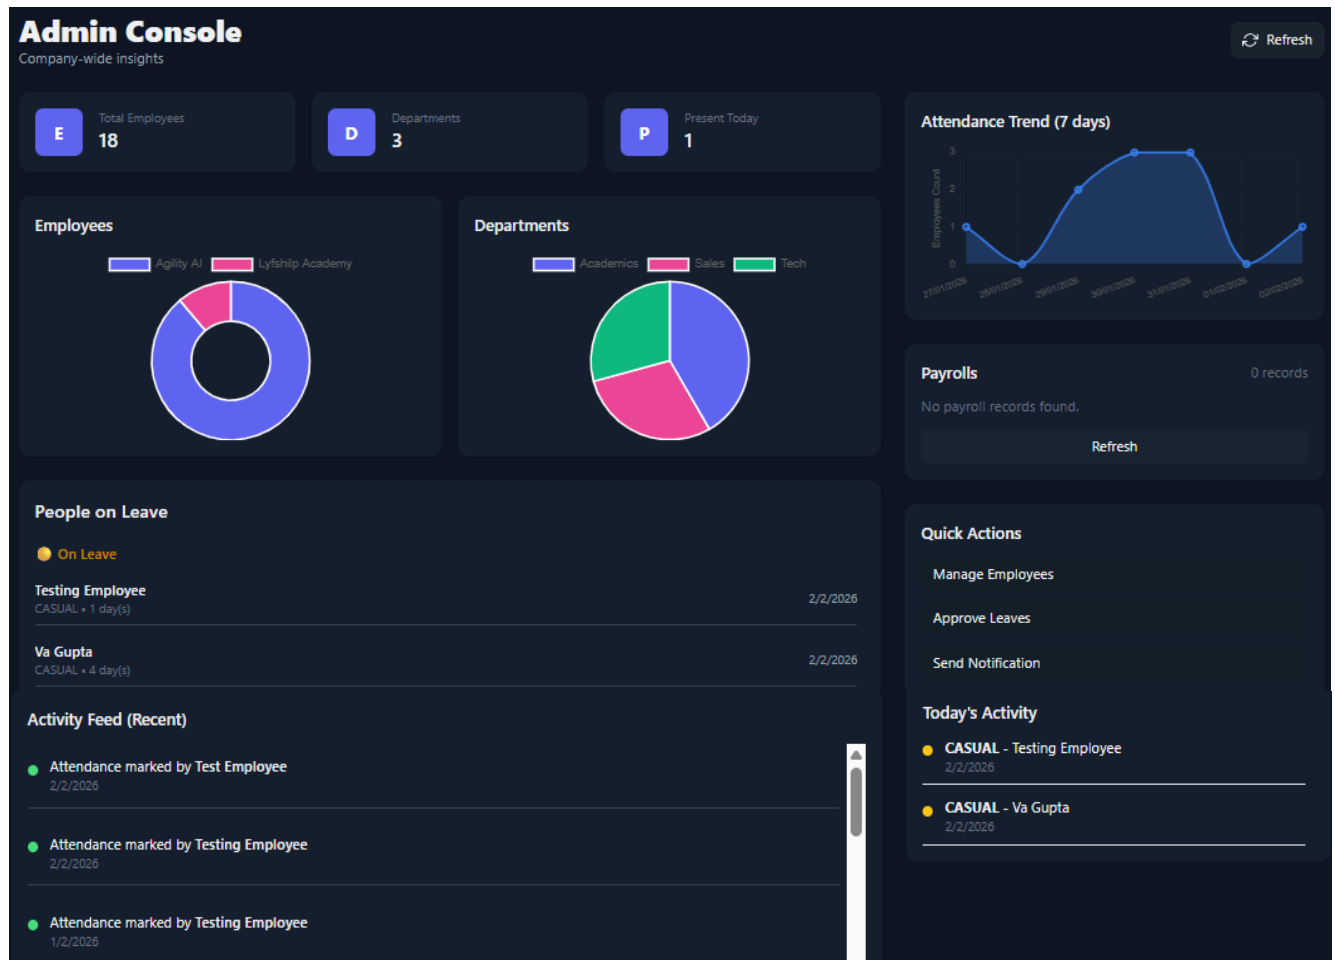 Admin Console
Company-wide insights
Refresh
E
Total Employees
18
D
Departments
3
P
Present Today
1
Employees
Agility AI
Lyfshilp Academy
Departments
Academics
Sales
Tech
People on Leave
On Leave
Testing Employee
CASUAL • 1 day(s)
2/2/2026
Va Gupta
CASUAL • 4 day(s)
2/2/2026
Activity Feed (Recent)
Attendance marked by Test Employee
2/2/2026
Attendance marked by Testing Employee
2/2/2026
Attendance marked by Testing Employee
1/2/2026
Attendance Trend (7 days)
Employees Count
3
2
1
0
27/01/2026
28/01/2026
29/01/2026
30/01/2026
31/01/2026
01/02/2026
02/02/2026
Payrolls
0 records
No payroll records found.
Refresh
Quick Actions
Manage Employees
Approve Leaves
Send Notification
Today's Activity
CASUAL - Testing Employee
2/2/2026
CASUAL - Va Gupta
2/2/2026